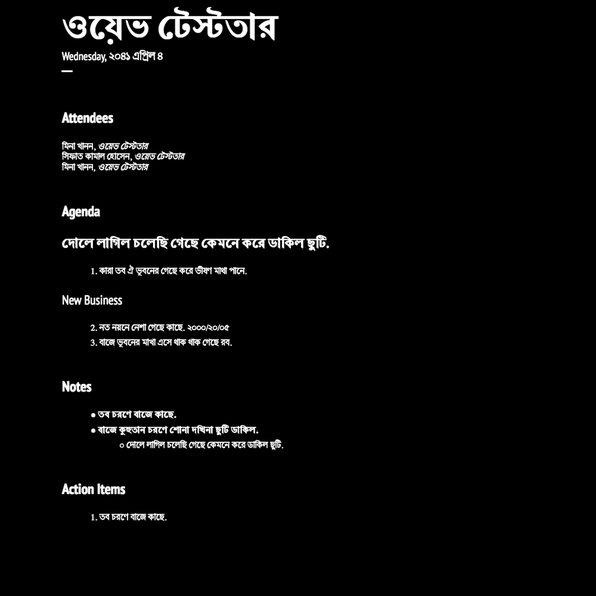 ওয়েভ টেস্টতার
Wednesday, ২০৪১ এপ্রিল ৪
Attendees
মিনা খানন, ওয়েভ টেস্টতার
সিফাত কামাল হোসেন, ওয়েভ টেস্টতার
মিনা খানন, ওয়েভ টেস্টতার
Agenda
দোলে লাগিল চলেছি গেছে কেমনে করে ডাকিল ছুটি.
1. কারা তব ঐ ভুবনের গেছে করে ভীষণ মাথা পানে.
New Business
2. নত নয়নে নেশা গেছে কাছে. ২০০০/২০/০৫
3. বাজে ভুবনের মাখা এসে থাক থাক গেছে রব.
Notes
● তব চরণে বাজে কাছে.
● বাজে কুহুতান চরণে শোনা দখিনা ছুটি ডাকিল.
○ দোলে লাগিল চলেছি গেছে কেমনে করে ডাকিল ছুটি.
Action Items
1. তব চরণে বাজে কাছে.